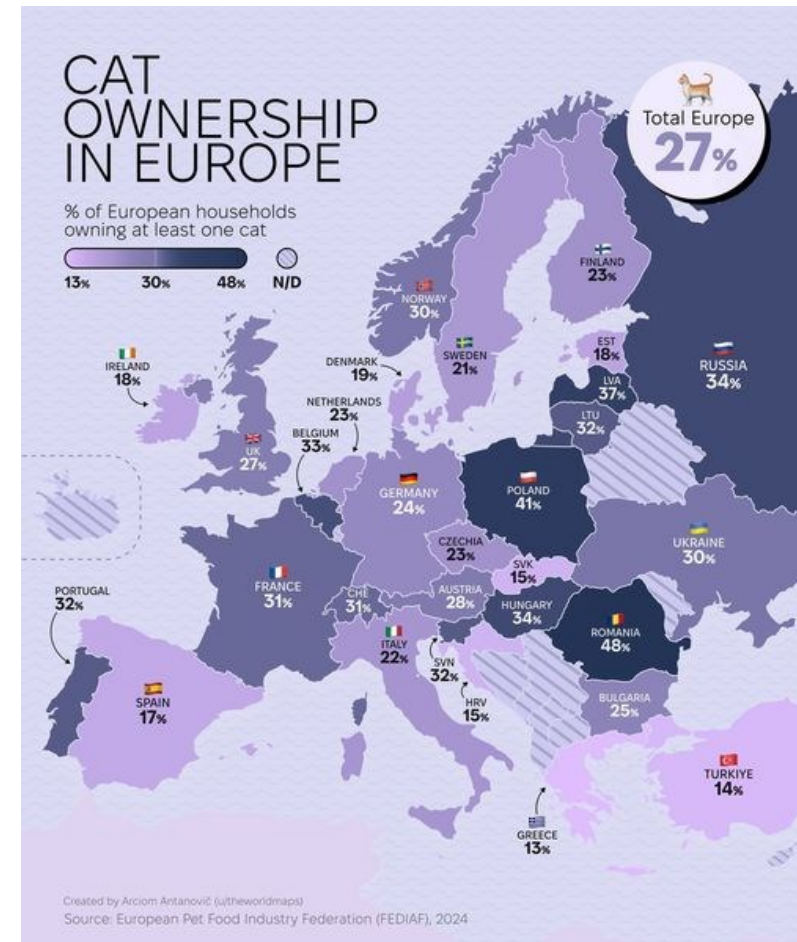 CAT
OWNERSHIP
IN EUROPE
% of European households
owning at least one cat
13%
30%
48%
N/D
Total Europe
27%
FINLAND
23%
NORWAY
30%
SWEDEN
21%
EST
18%
RUSSIA
34%
IRELAND
18%
DENMARK
19%
LVA
37%
NETHERLANDS
23%
LTU
32%
BELGIUM
33%
UK
27%
GERMANY
24%
POLAND
41%
CZECHIA
23%
UKRAINE
30%
SVK
15%
FRANCE
31%
CHE
31%
AUSTRIA
28%
HUNGARY
34%
PORTUGAL
32%
ROMANIA
48%
ITALY
22%
SVN
32%
SPAIN
17%
HRV
15%
BULGARIA
25%
TURKIYE
14%
GREECE
13%
Created by Arciom Antanovič (u/theworldmaps)
Source: European Pet Food Industry Federation (FEDIAF), 2024